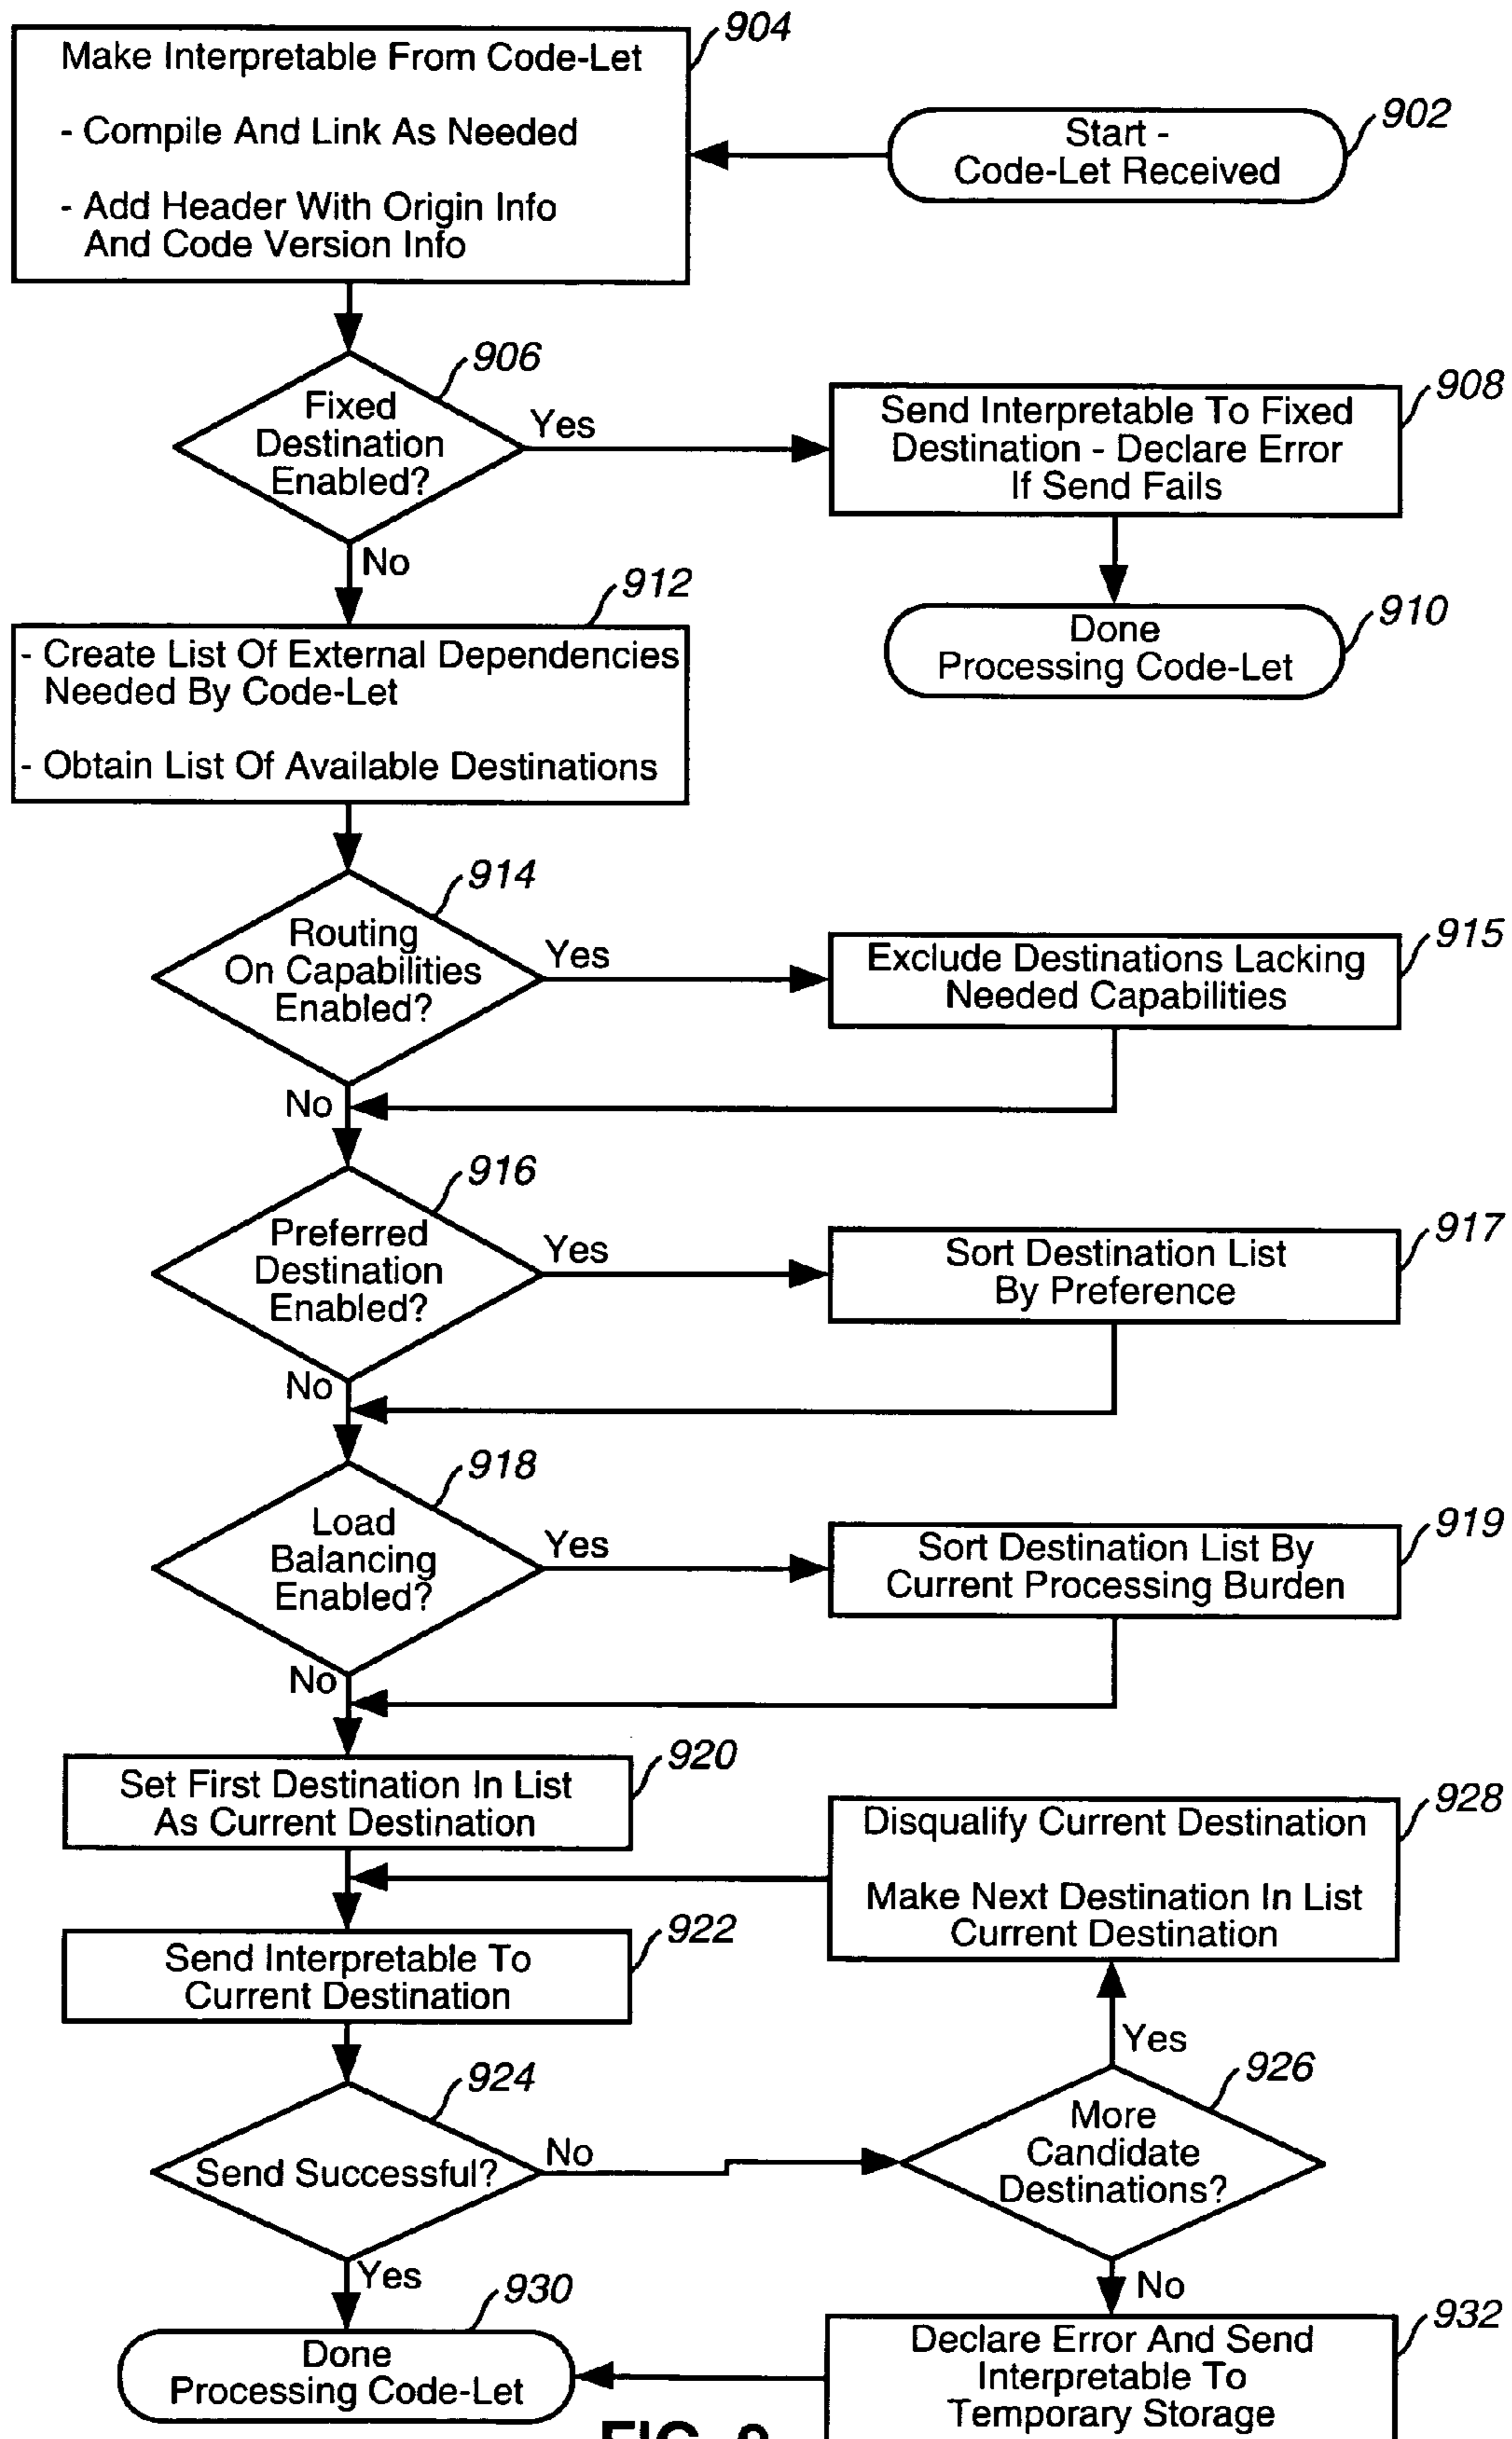 904
Make Interpretable From Code-Let
- Compile And Link As Needed
- Add Header With Origin Info
And Code Version Info
902
Start -
Code-Let Received
906
Fixed
Destination
Enabled?
Yes
908
Send Interpretable To Fixed
Destination - Declare Error
If Send Fails
No
910
Done
Processing Code-Let
912
- Create List Of External Dependencies
Needed By Code-Let
- Obtain List Of Available Destinations
914
Routing
On Capabilities
Enabled?
Yes
915
Exclude Destinations Lacking
Needed Capabilities
No
916
Preferred
Destination
Enabled?
Yes
917
Sort Destination List
By Preference
No
918
Load
Balancing
Enabled?
Yes
919
Sort Destination List By
Current Processing Burden
No
920
Set First Destination In List
As Current Destination
928
Disqualify Current Destination
Make Next Destination In List
Current Destination
922
Send Interpretable To
Current Destination
Yes
924
Send Successful?
No
926
More
Candidate
Destinations?
Yes
No
930
Done
Processing Code-Let
932
Declare Error And Send
Interpretable To
Temporary Storage
FIG.